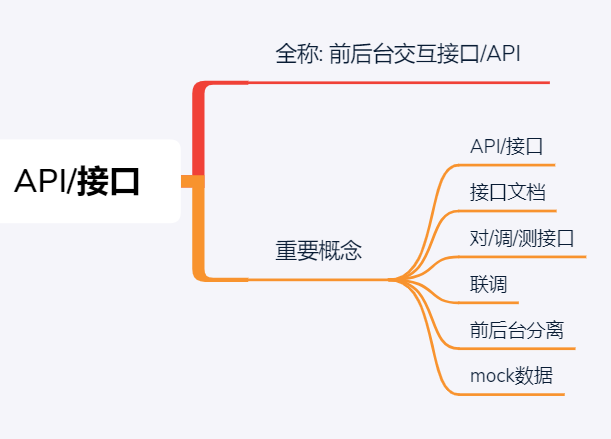 全称: 前后台交互接口/API
API/接口
重要概念
API/接口
接口文档
对/调/测接口
联调
前后台分离
mock数据